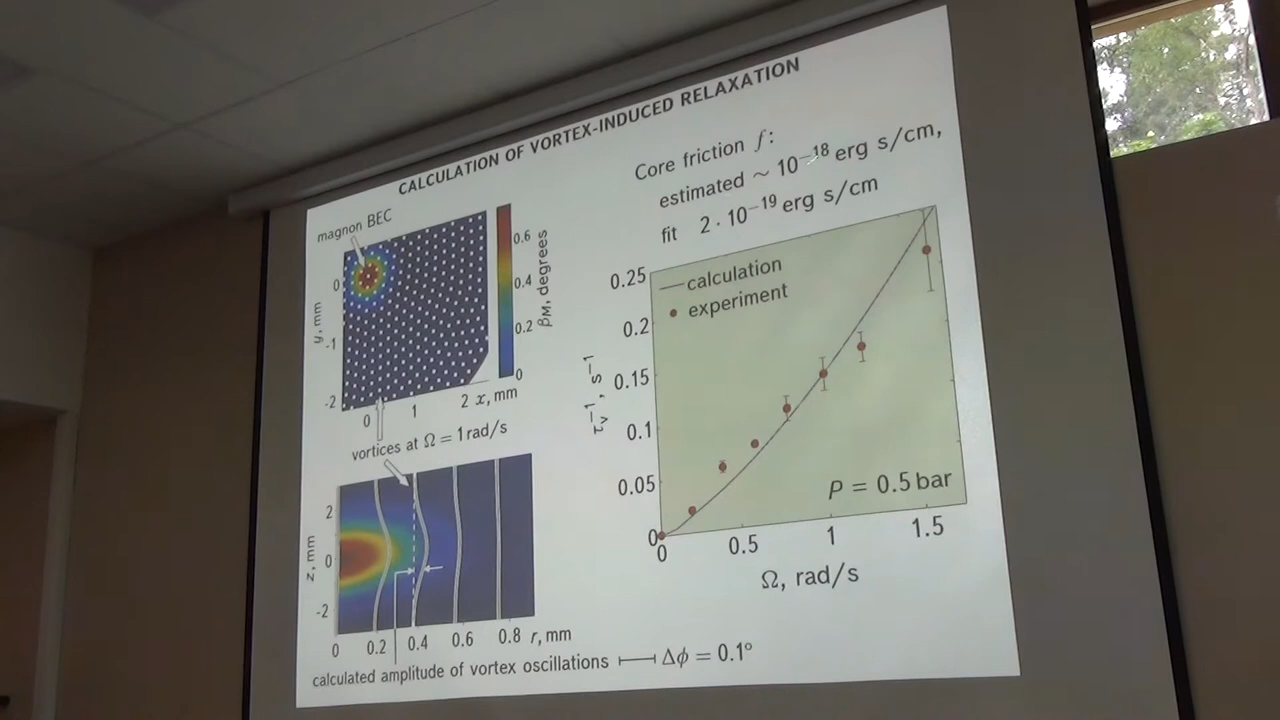 CALCULATION OF VORTEX-INDUCED RELAXATION
magnon BEC
0
-1
-2
y, mm
0
1
2 x, mm
0.6
0.4
0.2
0
βM, degrees
vortices at Ω = 1 rad/s
2
0
-2
z, mm
0
0.2
0.4
0.6
0.8 r, mm
calculated amplitude of vortex oscillations Δϕ = 0.1°
Core friction f:
estimated ~ 10⁻¹⁸ erg s/cm,
fit 2 · 10⁻¹⁹ erg s/cm
calculation
experiment
0.25
0.2
0.15
0.1
0.05
0
τV⁻¹, s⁻¹
P = 0.5 bar
0
0.5
1
1.5
Ω, rad/s